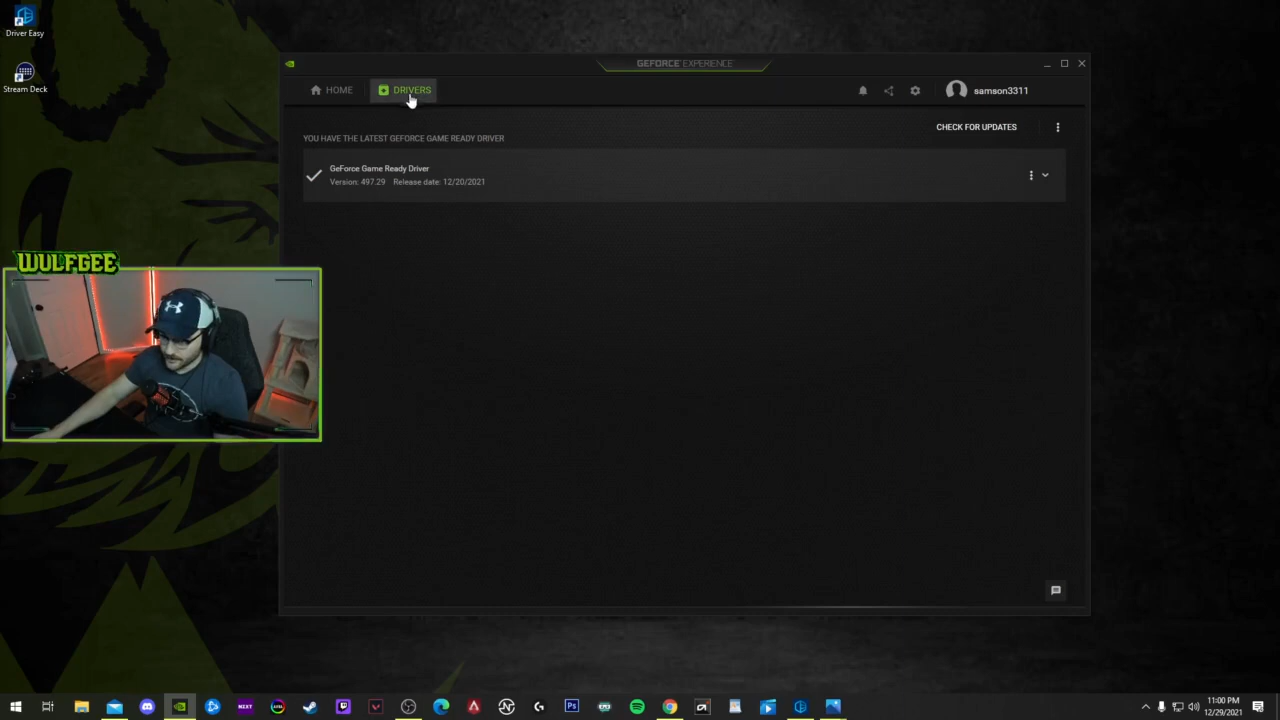 Driver Easy
Stream Deck
GEFORCE EXPERIENCE
HOME
DRIVERS
samson3311
CHECK FOR UPDATES
YOU HAVE THE LATEST GEFORCE GAME READY DRIVER
GeForce Game Ready Driver
Version: 497.29 Release date: 12/20/2021
WULFGEE
NZXT
Ps
11:00 PM
12/29/2021